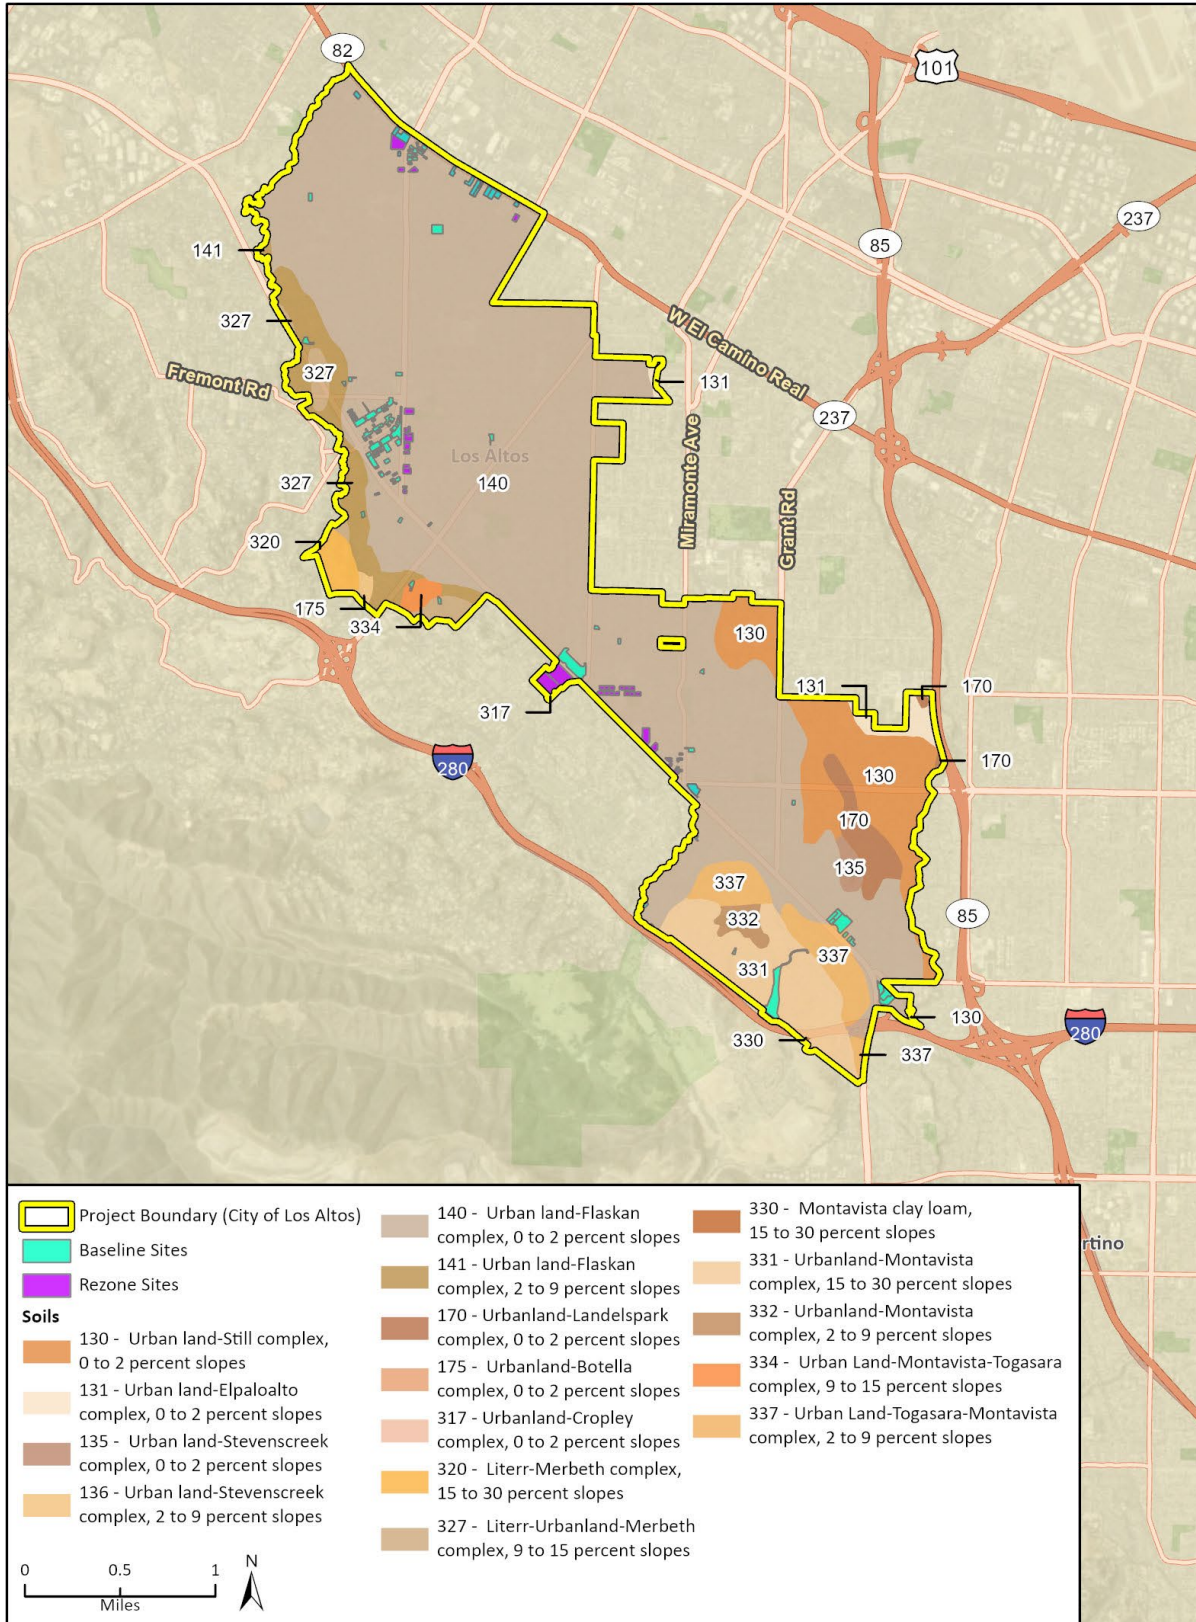 82
101
237
85
141
327
W El Camino Real
327
Fremont Rd
131
237
Los Altos
140
327
Miramonte Ave
Grant Rd
320
175
334
130
131
170
317
280
130
170
170
135
337
332
85
331
337
330
130
280
337
rtino
Project Boundary (City of Los Altos)
Baseline Sites
Rezone Sites
Soils
130 - Urban land-Still complex,
0 to 2 percent slopes
131 - Urban land-Elpaloalto
complex, 0 to 2 percent slopes
135 - Urban land-Stevenscreek
complex, 0 to 2 percent slopes
136 - Urban land-Stevenscreek
complex, 2 to 9 percent slopes
140 - Urban land-Flaskan
complex, 0 to 2 percent slopes
141 - Urban land-Flaskan
complex, 2 to 9 percent slopes
170 - Urbanland-Landelspark
complex, 0 to 2 percent slopes
175 - Urbanland-Botella
complex, 0 to 2 percent slopes
317 - Urbanland-Cropley
complex, 0 to 2 percent slopes
320 - Literr-Merbeth complex,
15 to 30 percent slopes
327 - Literr-Urbanland-Merbeth
complex, 9 to 15 percent slopes
330 - Montavista clay loam,
15 to 30 percent slopes
331 - Urbanland-Montavista
complex, 15 to 30 percent slopes
332 - Urbanland-Montavista
complex, 2 to 9 percent slopes
334 - Urban Land-Montavista-Togasara
complex, 9 to 15 percent slopes
337 - Urban Land-Togasara-Montavista
complex, 2 to 9 percent slopes
0 0.5 1
Miles
N